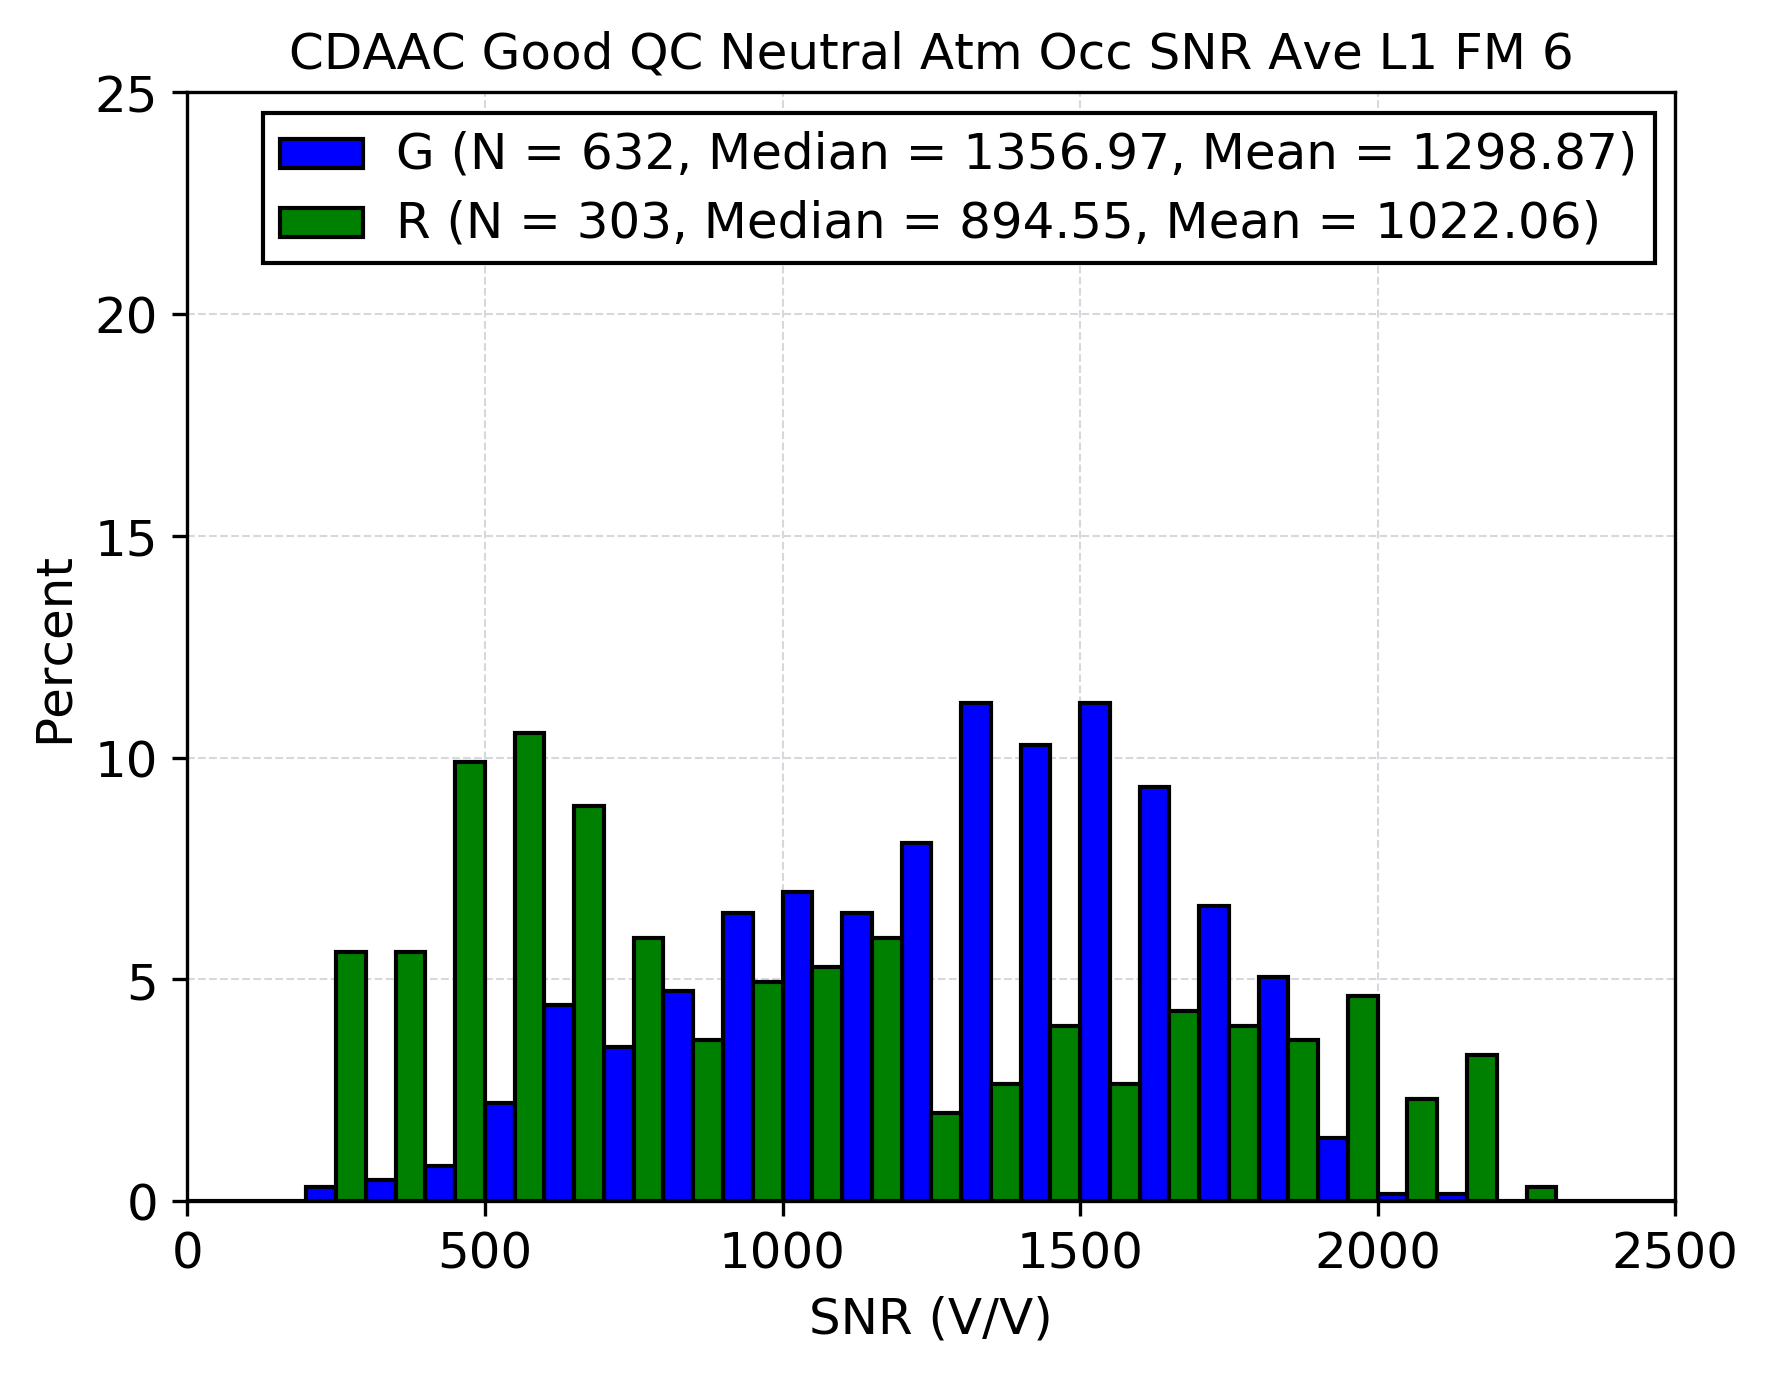 CDAAC Good QC Neutral Atm Occ SNR Ave L1 FM 6
G (N = 632, Median = 1356.97, Mean = 1298.87)
R (N = 303, Median = 894.55, Mean = 1022.06)
25
20
15
10
5
0
Percent
0 500 1000 1500 2000 2500
SNR (V/V)